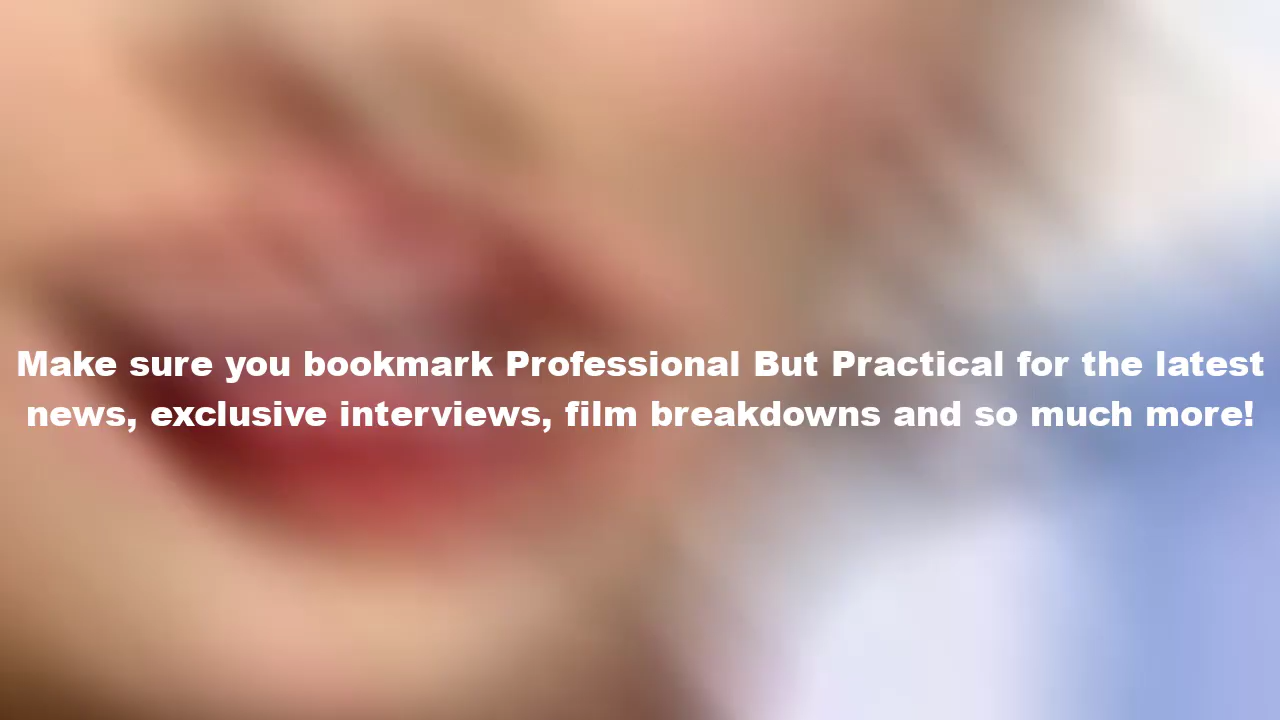 Make sure you bookmark Professional But Practical for the latest
news, exclusive interviews, film breakdowns and so much more!